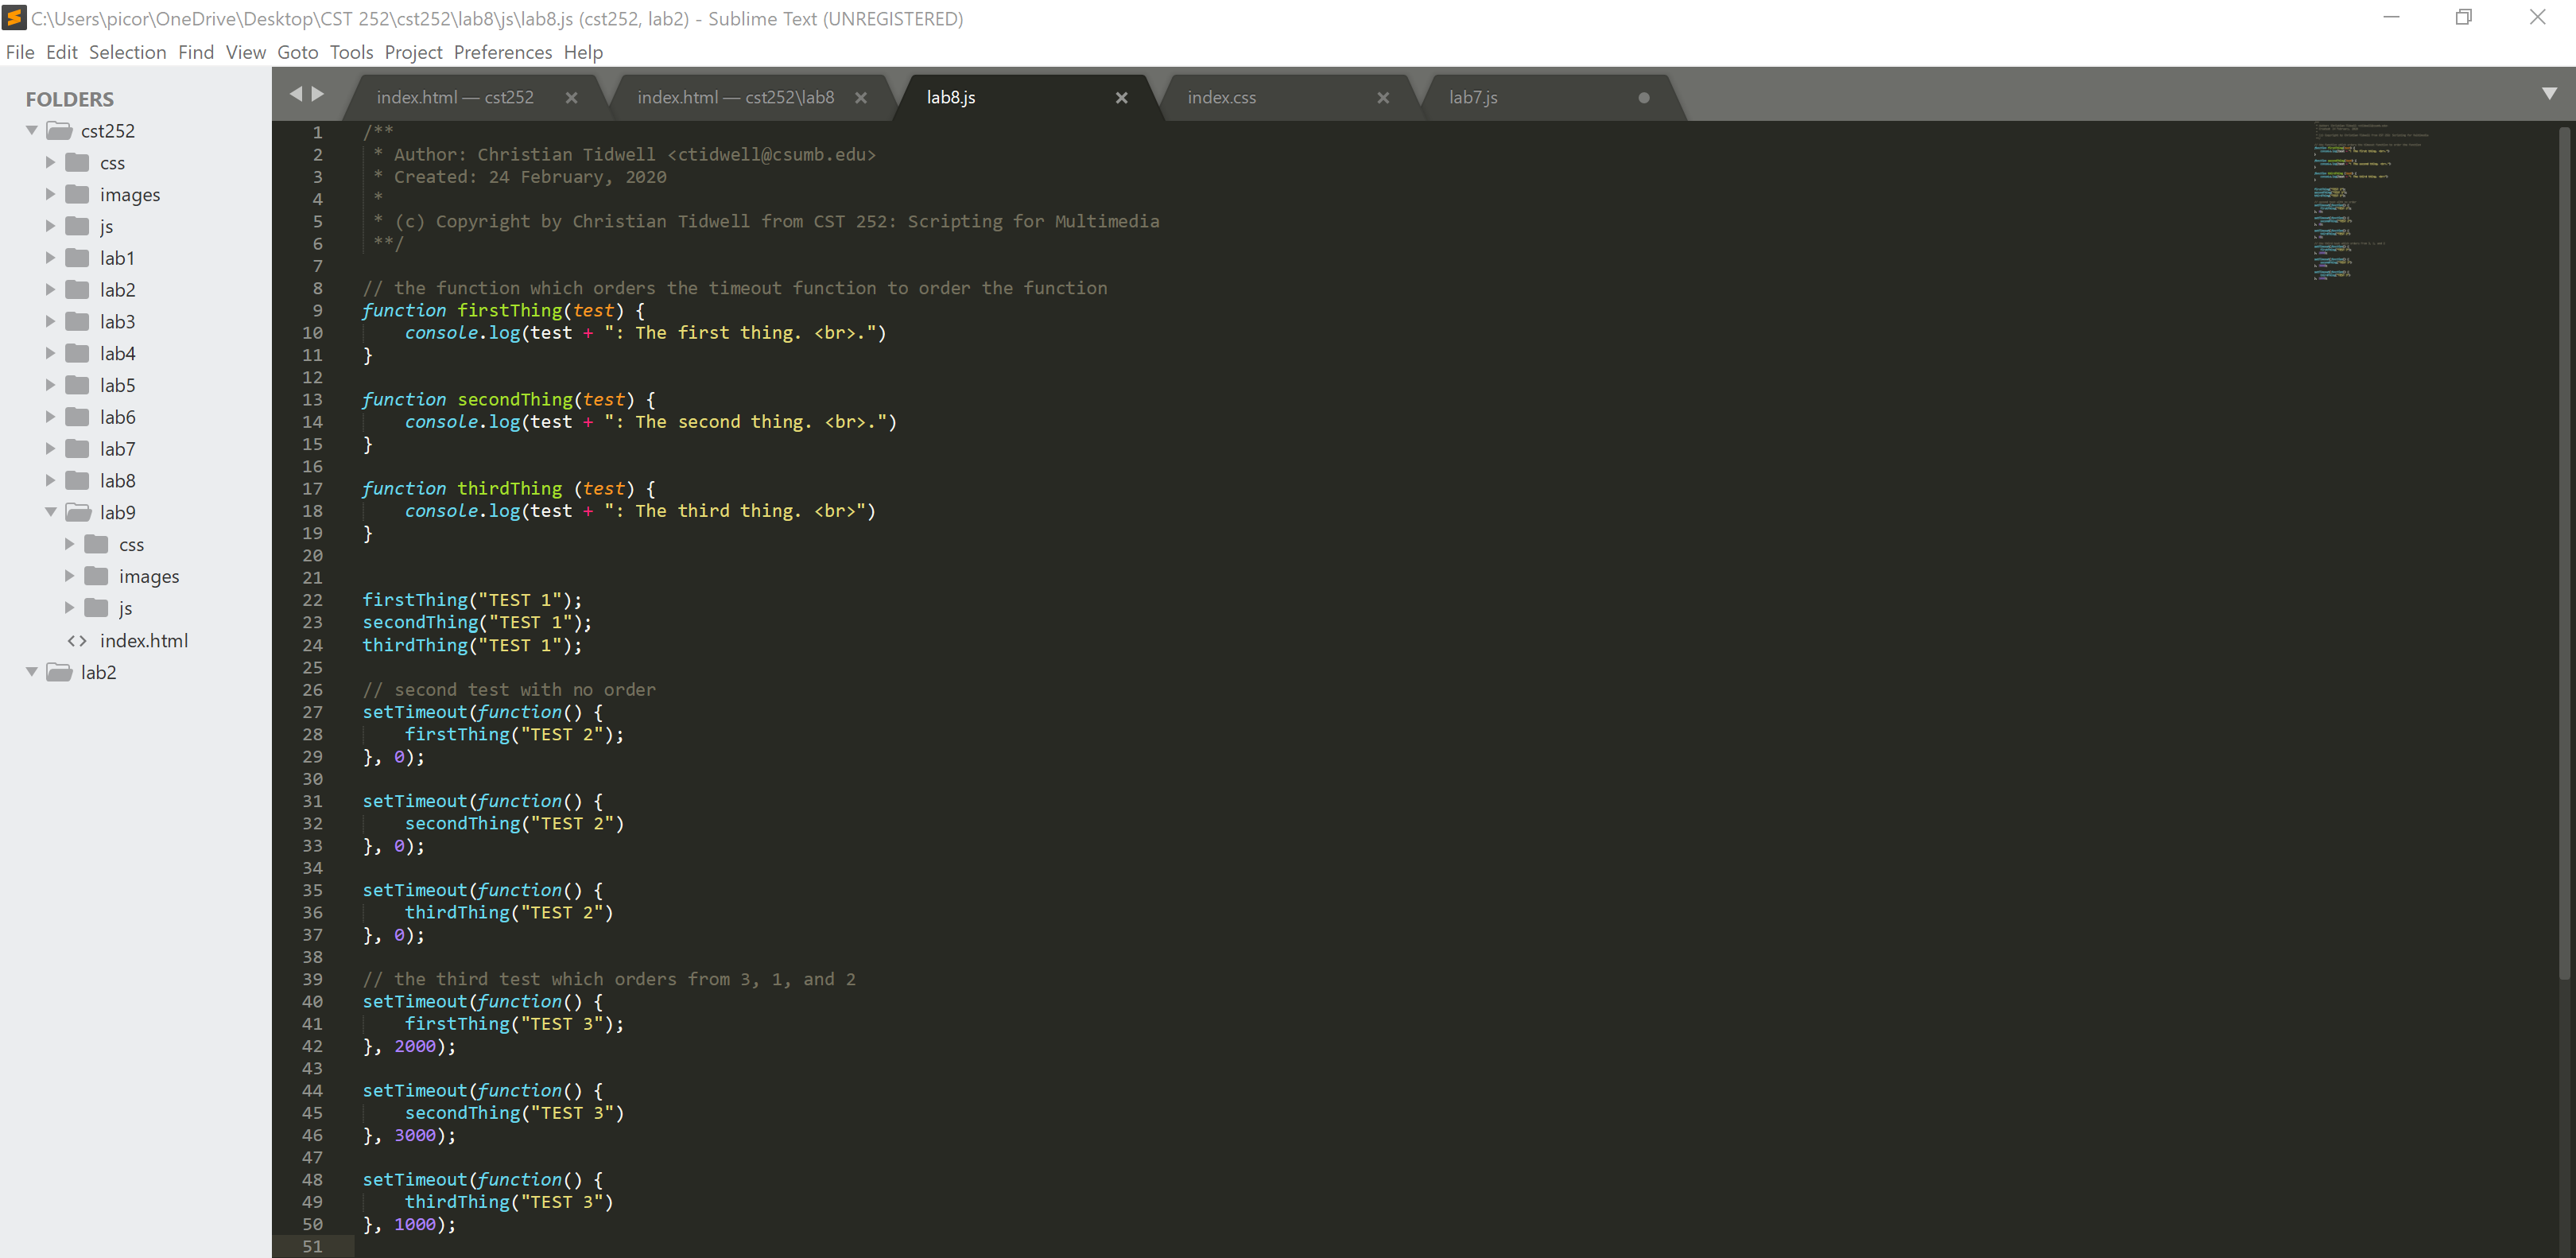 C:\Users\picor\OneDrive\Desktop\CST 252\cst252\lab8\js\lab8.js (cst252, lab2) - Sublime Text (UNREGISTERED)
File Edit Selection Find View Goto Tools Project Preferences Help
FOLDERS
cst252
css
images
js
lab1
lab2
lab3
lab4
lab5
lab6
lab7
lab8
lab9
css
images
js
index.html
lab2
index.html — cst252
index.html — cst252\lab8
lab8.js
index.css
lab7.js
1 /**
2  * Author: Christian Tidwell <ctidwell@csumb.edu>
3  * Created: 24 February, 2020
4  *
5  * (c) Copyright by Christian Tidwell from CST 252: Scripting for Multimedia
6  **/
7
8 // the function which orders the timeout function to order the function
9 function firstThing(test) {
10     console.log(test + ": The first thing. <br>.")
11 }
12
13 function secondThing(test) {
14     console.log(test + ": The second thing. <br>.")
15 }
16
17 function thirdThing (test) {
18     console.log(test + ": The third thing. <br>")
19 }
20
21
22 firstThing("TEST 1");
23 secondThing("TEST 1");
24 thirdThing("TEST 1");
25
26 // second test with no order
27 setTimeout(function() {
28     firstThing("TEST 2");
29 }, 0);
30
31 setTimeout(function() {
32     secondThing("TEST 2")
33 }, 0);
34
35 setTimeout(function() {
36     thirdThing("TEST 2")
37 }, 0);
38
39 // the third test which orders from 3, 1, and 2
40 setTimeout(function() {
41     firstThing("TEST 3");
42 }, 2000);
43
44 setTimeout(function() {
45     secondThing("TEST 3")
46 }, 3000);
47
48 setTimeout(function() {
49     thirdThing("TEST 3")
50 }, 1000);
51